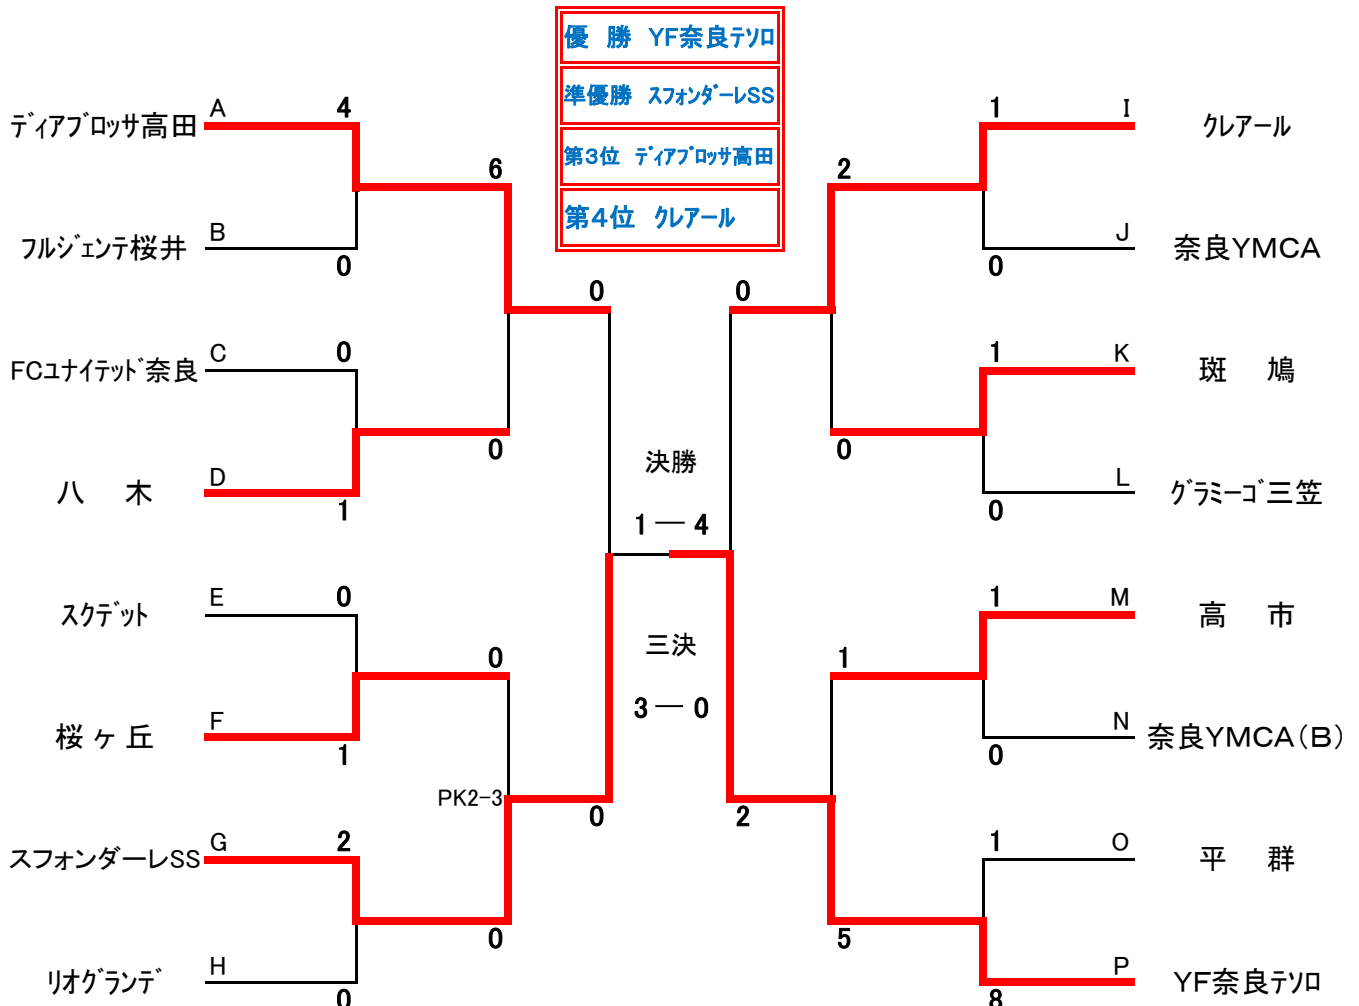 優　勝　YF奈良ﾃｿﾛ
準優勝　ｽﾌｫﾝﾀﾞｰﾚSS
第3位　ﾃﾞｨｱﾌﾞﾛｯｻ高田
第4位　ｸﾚｱｰﾙ
ﾃﾞｨｱﾌﾞﾛｯｻ高田 A 4
6
ﾌﾙｼﾞｪﾝﾃ桜井 B 0
0
FCﾕﾅｲﾃｯﾄﾞ奈良 C 0
0
八　木 D 1
ｽｸﾃﾞｯﾄ E 0
0
桜ヶ丘 F 1
PK2-3
0
スフォンダーレSS G 2
0
ﾘｵｸﾞﾗﾝﾃﾞ H 0
決勝
1 ― 4
三決
3 ― 0
1 I ｸﾚｱｰﾙ
2
0 J 奈良YMCA
0
1 K 斑　鳩
0
0 L ｸﾞﾗﾐｰｺﾞ三笠
1 M 高　市
1
0 N 奈良YMCA（B）
2
1 O 平　群
5
8 P YF奈良ﾃｿﾛ